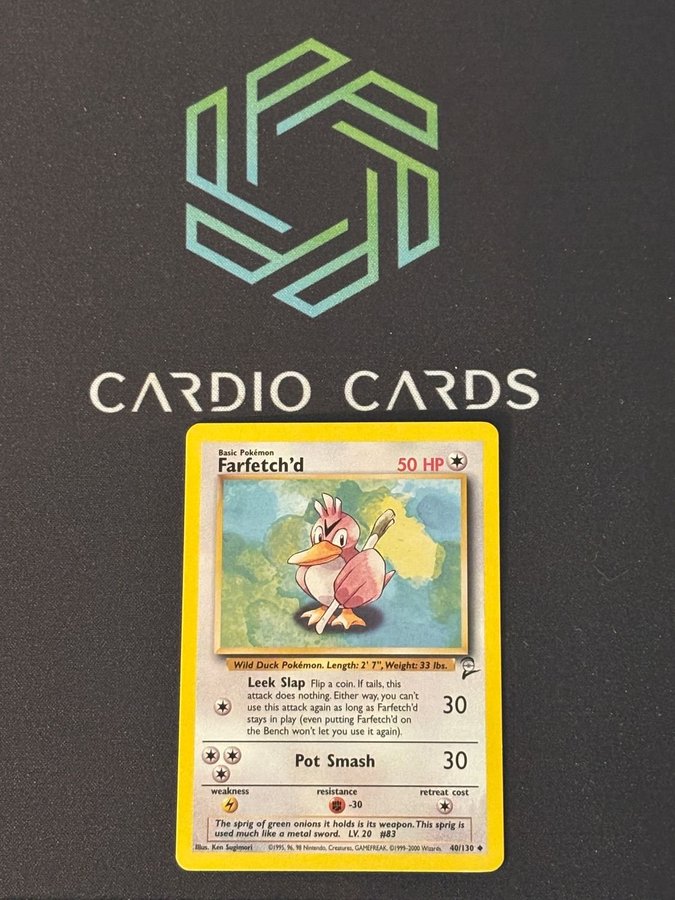 CARDIO CARDS
Basic Pokémon
Farfetch'd
50 HP
Wild Duck Pokémon. Length: 2' 7", Weight: 33 lbs.
Leek Slap Flip a coin. If tails, this
attack does nothing. Either way, you can't
use this attack again as long as Farfetch'd
stays in play (even putting Farfetch'd on
the Bench won't let you use it again).
30
Pot Smash 30
weakness resistance retreat cost
-30
The sprig of green onions it holds is its weapon. This sprig is
used much like a metal sword. LV. 20 #83
Illus. Ken Sugimori ©1995, 96, 98 Nintendo, Creatures, GAMEFREAK. ©1999-2000 Wizards. 40/130